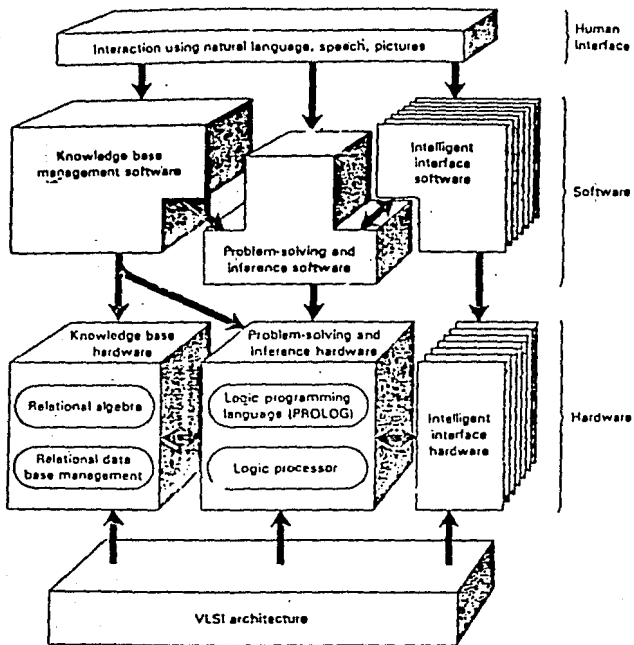 Interaction using natural language, speech, pictures
Human
Interface
Knowledge base
management software
Intelligent
interface
software
Problem-solving and
inference software
Software
Knowledge base
hardware
Relational algebra
Relational data
base management
Problem-solving and
inference hardware
Logic programming
language (PROLOG)
Logic processor
Intelligent
interface
hardware
Hardware
VLSI architecture